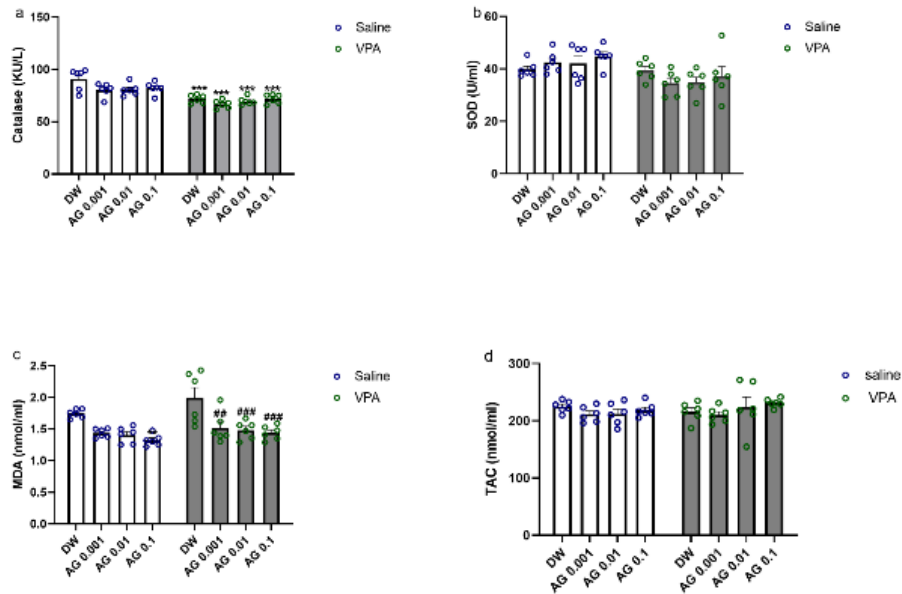 a
150
100
50
0
Catalase (KU/L)
*** *** *** ***
DW AG 0.001 AG 0.01 AG 0.1 DW AG 0.001 AG 0.01 AG 0.1
Saline
VPA
b
60
40
20
0
SOD (U/ml)
DW AG 0.001 AG 0.01 AG 0.1 DW AG 0.001 AG 0.01 AG 0.1
Saline
VPA
c
2.5
2.0
1.5
1.0
0.5
0.0
MDA (nmol/ml)
## ### ###
DW AG 0.001 AG 0.01 AG 0.1 DW AG 0.001 AG 0.01 AG 0.1
Saline
VPA
d
300
200
100
0
TAC (nmol/ml)
DW AG 0.001 AG 0.01 AG 0.1 DW AG 0.001 AG 0.01 AG 0.1
saline
VPA